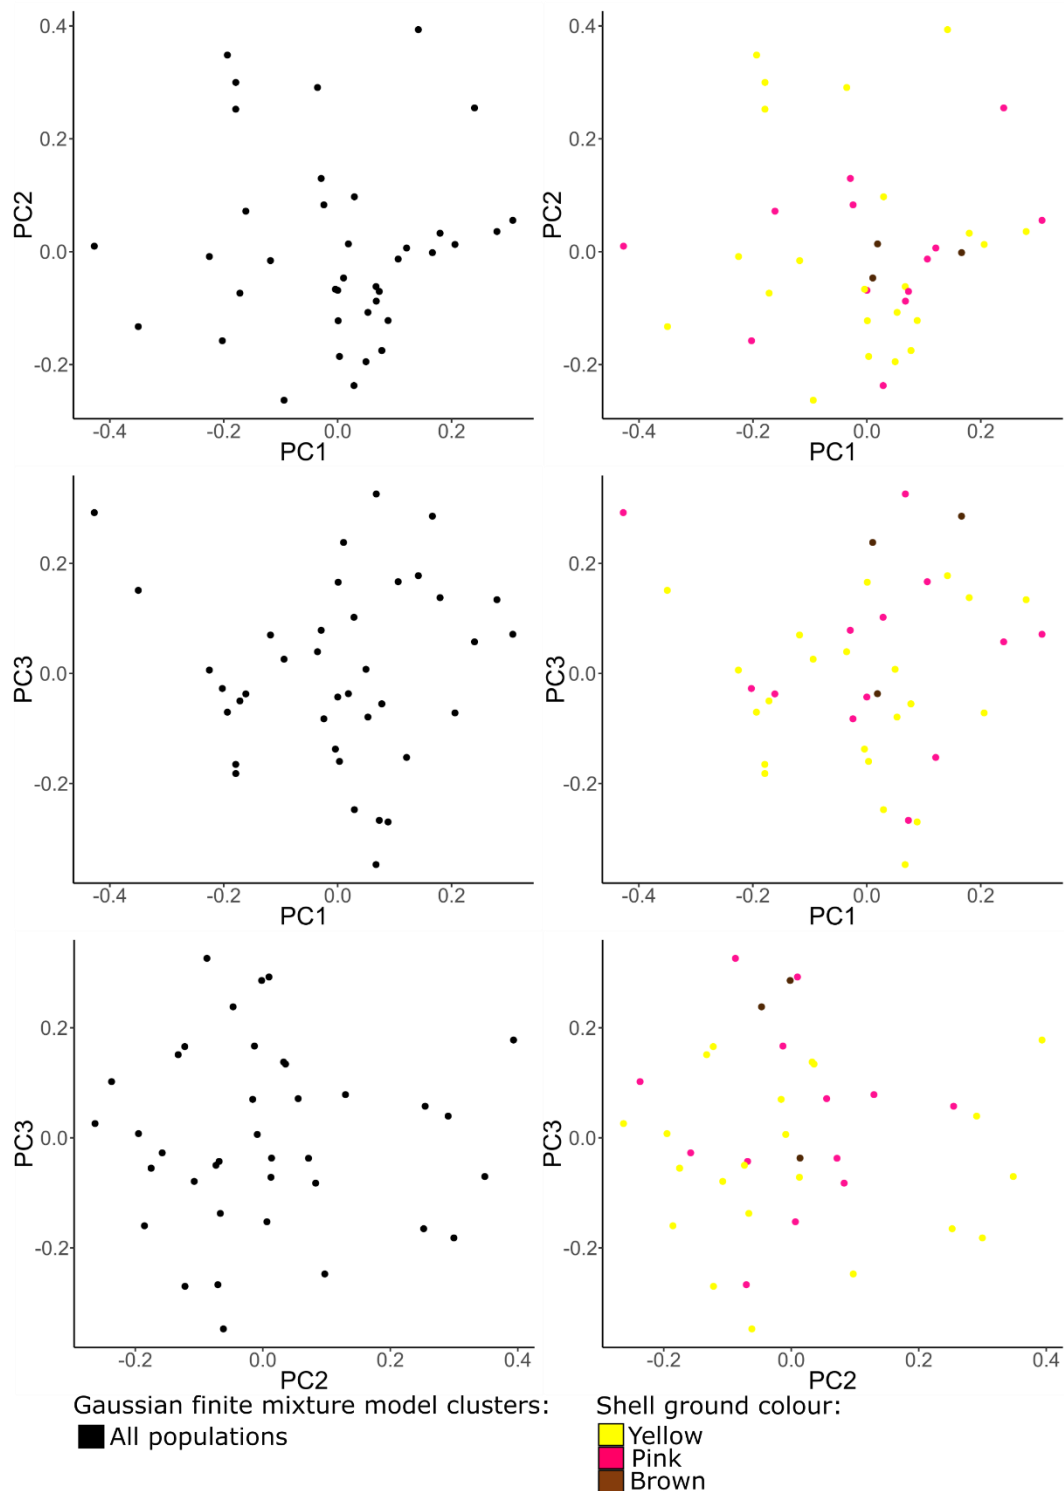 0.4
0.2
0.0
-0.2
PC2
-0.4 -0.2 0.0 0.2
PC1
0.4
0.2
0.0
-0.2
PC2
-0.4 -0.2 0.0 0.2
PC1
0.2
0.0
-0.2
PC3
-0.4 -0.2 0.0 0.2
PC1
0.2
0.0
-0.2
PC3
-0.4 -0.2 0.0 0.2
PC1
0.2
0.0
-0.2
PC3
-0.2 0.0 0.2 0.4
PC2
0.2
0.0
-0.2
PC3
-0.2 0.0 0.2 0.4
PC2
Gaussian finite mixture model clusters:
All populations
Shell ground colour:
Yellow
Pink
Brown